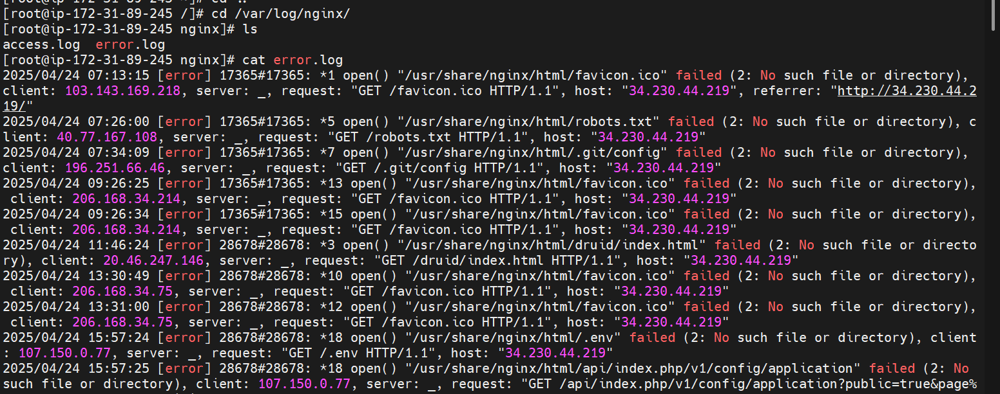 [root@ip-172-31-89-245 ~]# cd ..
[root@ip-172-31-89-245 /]# cd /var/log/nginx/
[root@ip-172-31-89-245 nginx]# ls
access.log  error.log
[root@ip-172-31-89-245 nginx]# cat error.log
2025/04/24 07:13:15 [error] 17365#17365: *1 open() "/usr/share/nginx/html/favicon.ico" failed (2: No such file or directory),
client: 103.143.169.218, server: _, request: "GET /favicon.ico HTTP/1.1", host: "34.230.44.219", referrer: "http://34.230.44.2
19/"
2025/04/24 07:26:00 [error] 17365#17365: *5 open() "/usr/share/nginx/html/robots.txt" failed (2: No such file or directory), c
lient: 40.77.167.108, server: _, request: "GET /robots.txt HTTP/1.1", host: "34.230.44.219"
2025/04/24 07:34:09 [error] 17365#17365: *7 open() "/usr/share/nginx/html/.git/config" failed (2: No such file or directory),
client: 196.251.66.46, server: _, request: "GET /.git/config HTTP/1.1", host: "34.230.44.219"
2025/04/24 09:26:25 [error] 17365#17365: *13 open() "/usr/share/nginx/html/favicon.ico" failed (2: No such file or directory),
 client: 206.168.34.214, server: _, request: "GET /favicon.ico HTTP/1.1", host: "34.230.44.219"
2025/04/24 09:26:34 [error] 17365#17365: *15 open() "/usr/share/nginx/html/favicon.ico" failed (2: No such file or directory),
 client: 206.168.34.214, server: _, request: "GET /favicon.ico HTTP/1.1", host: "34.230.44.219"
2025/04/24 11:46:24 [error] 28678#28678: *3 open() "/usr/share/nginx/html/druid/index.html" failed (2: No such file or directo
ry), client: 20.46.247.146, server: _, request: "GET /druid/index.html HTTP/1.1", host: "34.230.44.219"
2025/04/24 13:30:49 [error] 28678#28678: *10 open() "/usr/share/nginx/html/favicon.ico" failed (2: No such file or directory),
 client: 206.168.34.75, server: _, request: "GET /favicon.ico HTTP/1.1", host: "34.230.44.219"
2025/04/24 13:31:00 [error] 28678#28678: *12 open() "/usr/share/nginx/html/favicon.ico" failed (2: No such file or directory),
 client: 206.168.34.75, server: _, request: "GET /favicon.ico HTTP/1.1", host: "34.230.44.219"
2025/04/24 15:57:24 [error] 28678#28678: *18 open() "/usr/share/nginx/html/.env" failed (2: No such file or directory), client
: 107.150.0.77, server: _, request: "GET /.env HTTP/1.1", host: "34.230.44.219"
2025/04/24 15:57:25 [error] 28678#28678: *18 open() "/usr/share/nginx/html/api/index.php/v1/config/application" failed (2: No
such file or directory), client: 107.150.0.77, server: _, request: "GET /api/index.php/v1/config/application?public=true&page%